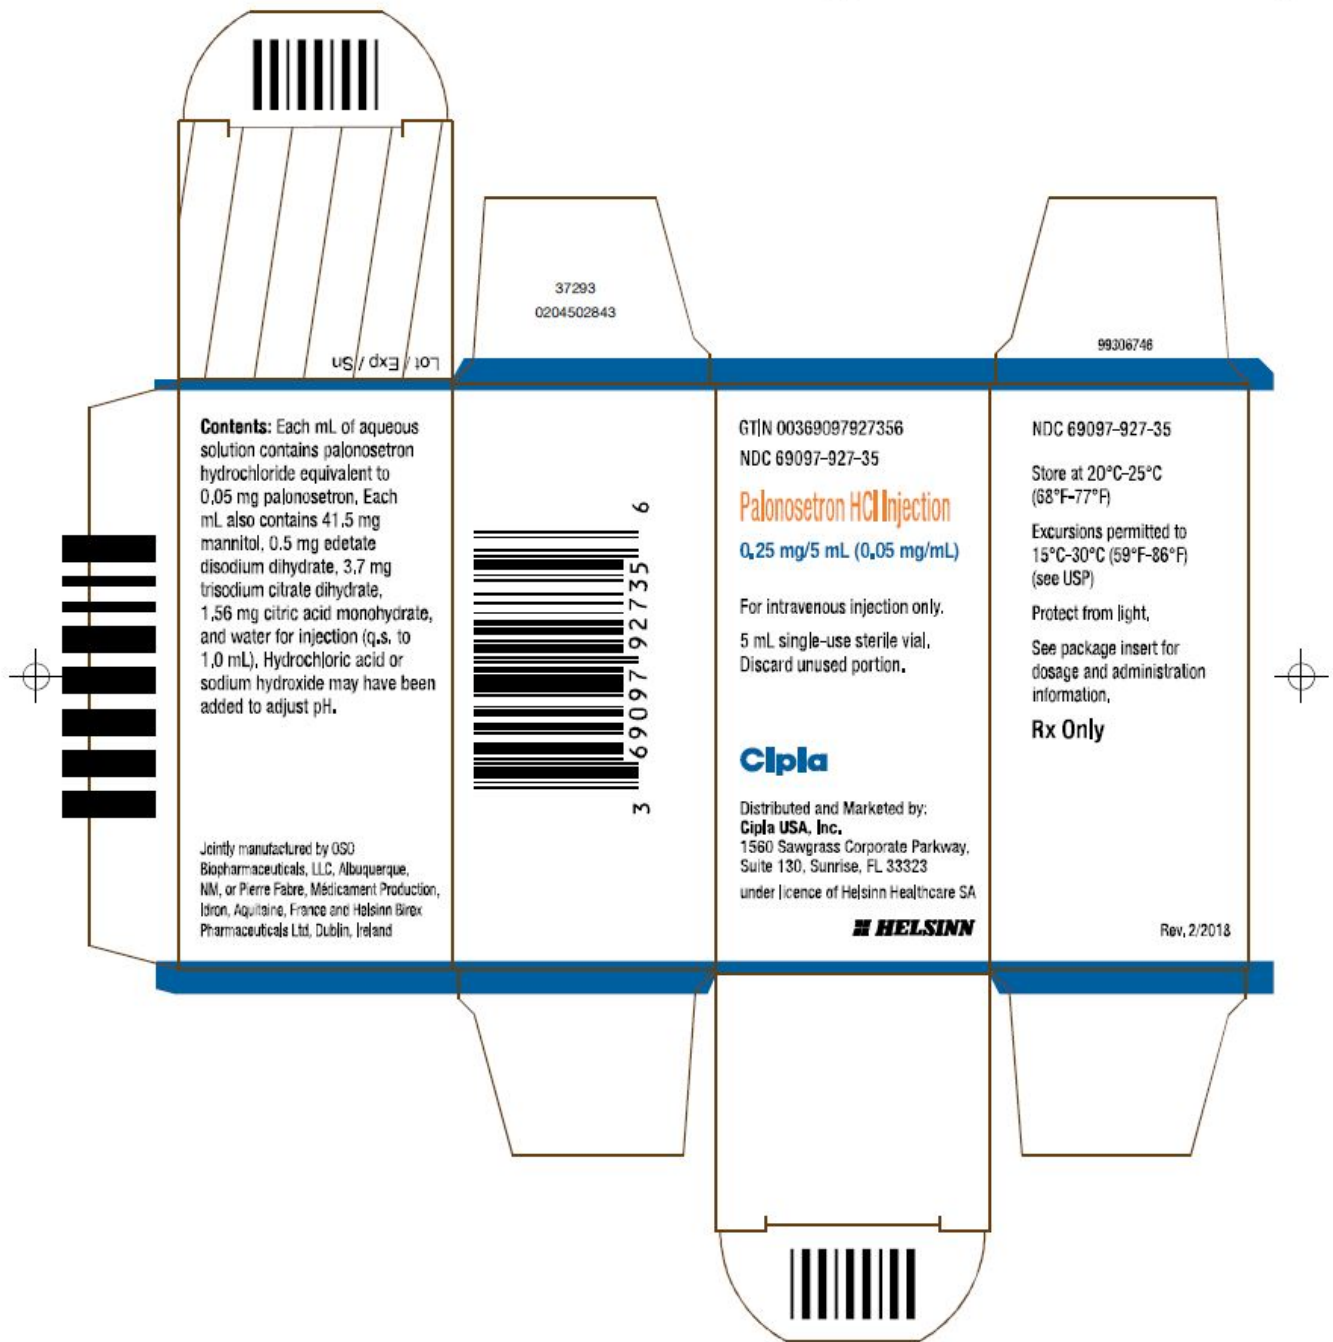 37293
0204502843
99306746
Lot / Exp / Sn
Contents: Each mL of aqueous
solution contains palonosetron
hydrochloride equivalent to
0.05 mg palonosetron. Each
mL also contains 41.5 mg
mannitol, 0.5 mg edetate
disodium dihydrate, 3.7 mg
trisodium citrate dihydrate,
1.56 mg citric acid monohydrate,
and water for injection (q.s. to
1.0 mL). Hydrochloric acid or
sodium hydroxide may have been
added to adjust pH.
Jointly manufactured by OSO
Biopharmaceuticals, LLC, Albuquerque,
NM, or Pierre Fabre, Médicament Production,
Idron, Aquitaine, France and Helsinn Birex
Pharmaceuticals Ltd, Dublin, Ireland
3 69097 92735 6
GTIN 00369097927356
NDC 69097-927-35
Palonosetron HCl Injection
0.25 mg/5 mL (0.05 mg/mL)
For intravenous injection only.
5 mL single-use sterile vial.
Discard unused portion.
Cipla
Distributed and Marketed by:
Cipla USA, Inc.
1560 Sawgrass Corporate Parkway,
Suite 130, Sunrise, FL 33323
under licence of Helsinn Healthcare SA
HELSINN
NDC 69097-927-35
Store at 20°C-25°C
(68°F-77°F)
Excursions permitted to
15°C-30°C (59°F-86°F)
(see USP)
Protect from light.
See package insert for
dosage and administration
information.
Rx Only
Rev. 2/2018